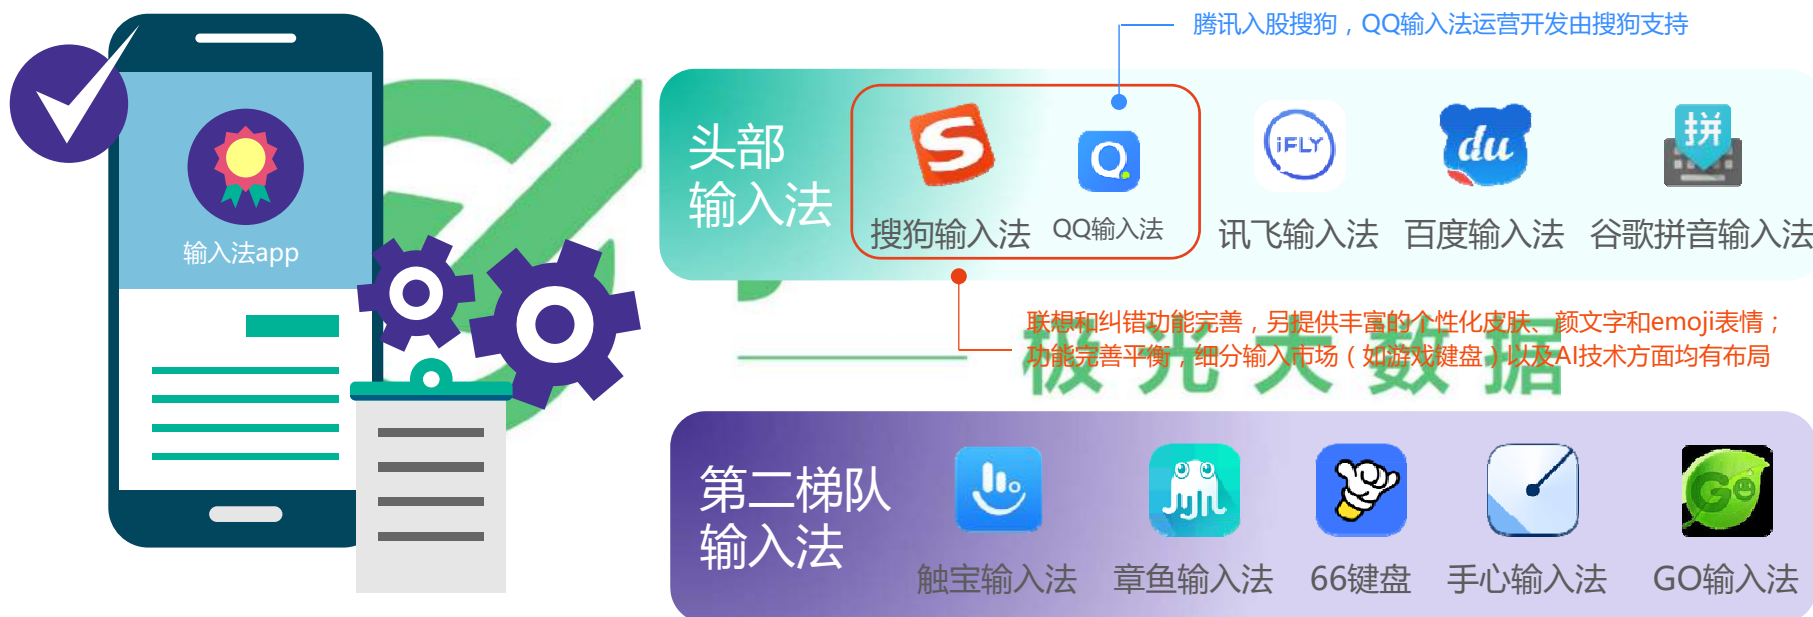 腾讯入股搜狗，QQ输入法运营开发由搜狗支持
输入法app
头部
输入法
iFLY
du
拼
搜狗输入法
QQ输入法
讯飞输入法
百度输入法
谷歌拼音输入法
联想和纠错功能完善，另提供丰富的个性化皮肤、颜文字和emoji表情；
功能完善平衡，细分输入市场（如游戏键盘）以及AI技术方面均有布局
极光大数据
第二梯队
输入法
GO
触宝输入法
章鱼输入法
66键盘
手心输入法
GO输入法